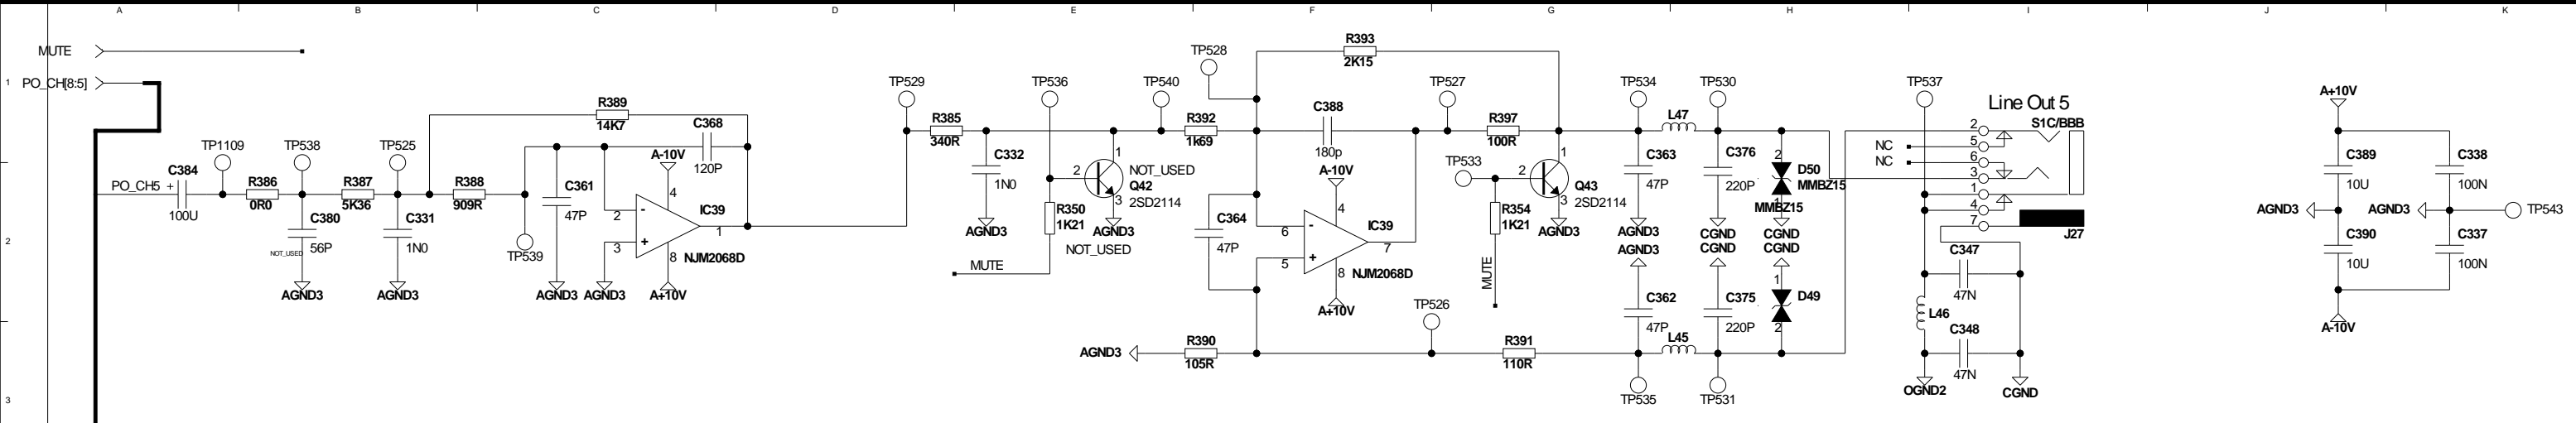 A B C D E F G H I J K
1
2
3
MUTE
PO_CH[8:5]
PO_CH5
+
C384
100U
TP1109
R386
0R0
TP538
C380
56P
NOT_USED
AGND3
R387
5K36
TP525
C331
1N0
AGND3
R388
909R
R389
14K7
TP539
C361
47P
AGND3
AGND3
C368
120P
A-10V
4
2
-
3
+
8
1
IC39
NJM2068D
A+10V
TP529
R385
340R
C332
1N0
AGND3
TP536
R350
1K21
MUTE
TP540
1
2
3
NOT_USED
Q42
2SD2114
AGND3
NOT_USED
R392
1k69
TP528
C364
47P
C388
180p
A-10V
4
6
-
5
+
8
7
IC39
NJM2068D
A+10V
R393
2K15
TP527
R397
100R
TP533
R354
1K21
MUTE
1
2
3
Q43
2SD2114
AGND3
TP526
AGND3
R390
105R
R391
110R
TP534
C363
47P
AGND3
AGND3
C362
47P
TP535
L47
L45
TP530
C376
220P
CGND
CGND
C375
220P
TP531
2
D50
MMBZ15
MMBZ15
1
CGND
CGND
1
D49
2
TP537
Line Out 5
S1C/BBB
NC
NC
2
5
6
3
1
4
7
J27
C347
47N
L46
C348
47N
OGND2
CGND
A+10V
C389
10U
AGND3
C390
10U
A-10V
C338
100N
AGND3
TP543
C337
100N